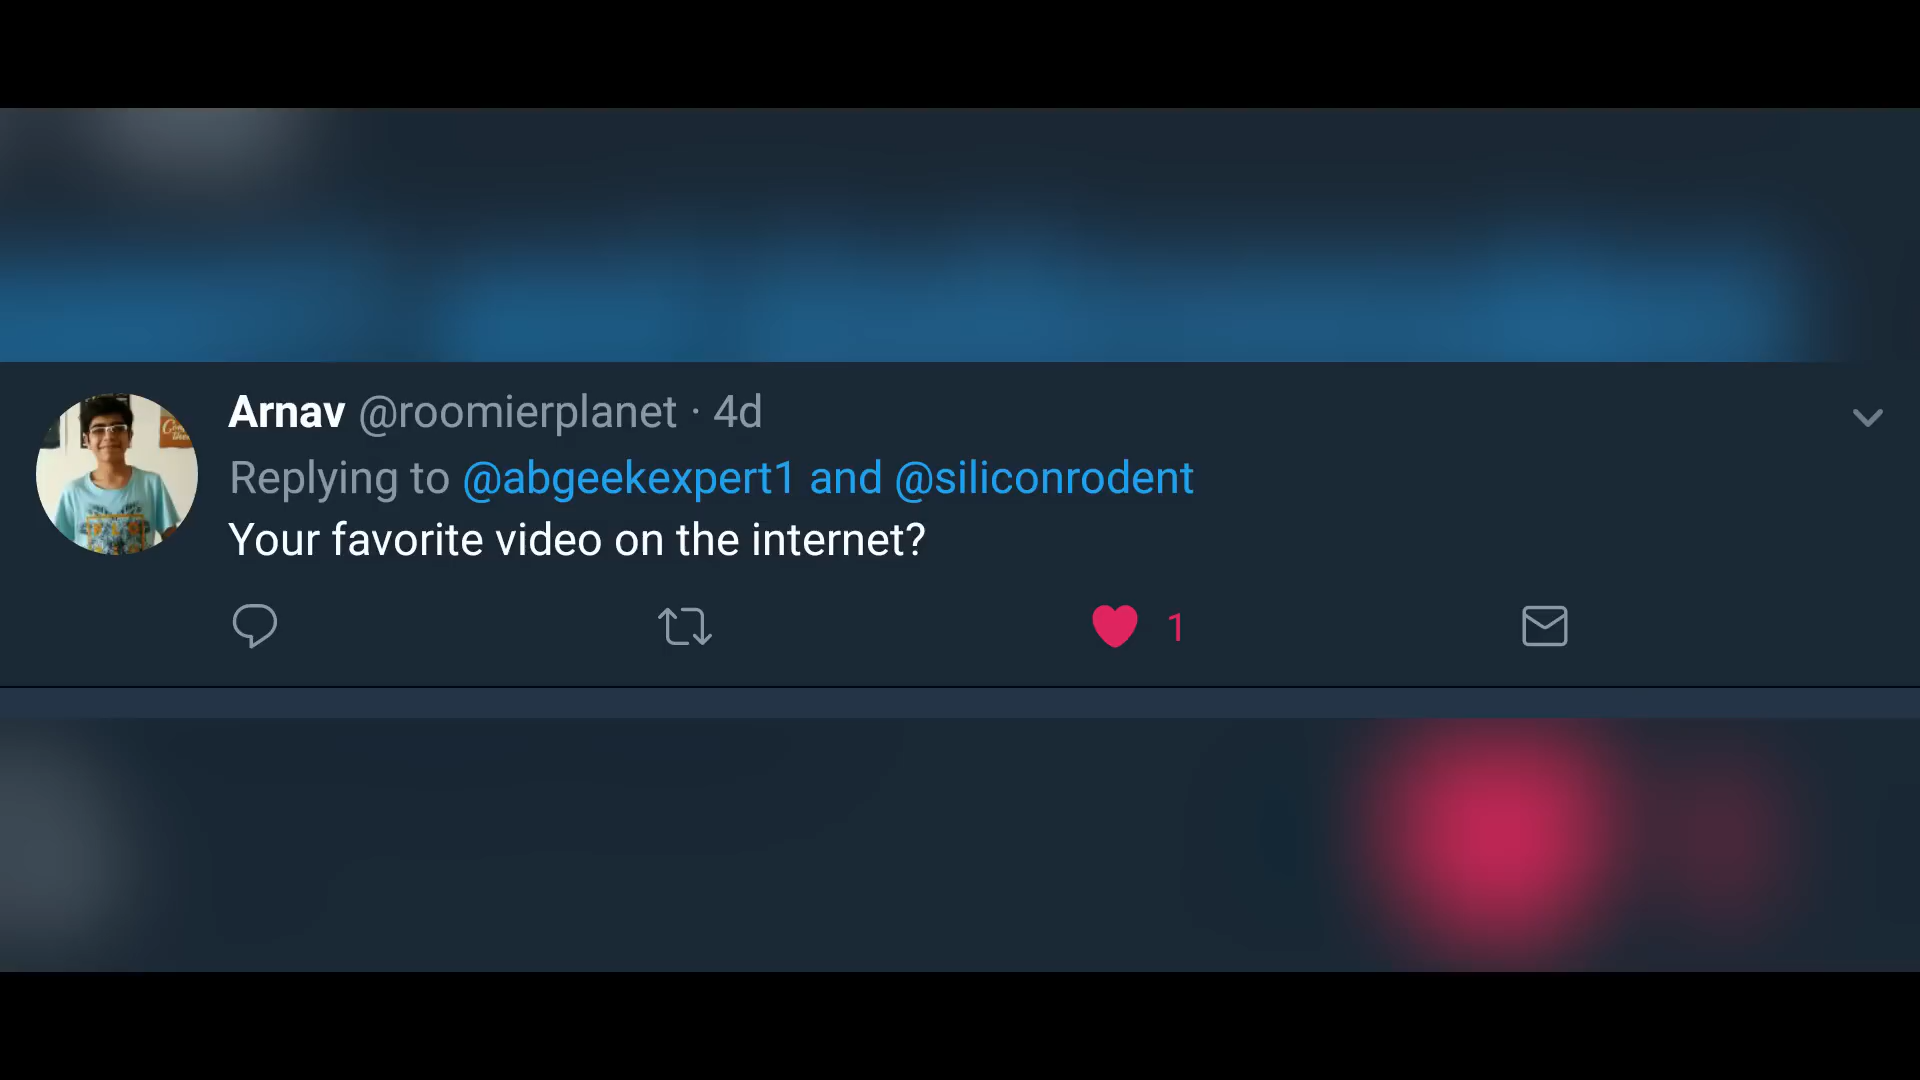 Arnav @roomierplanet · 4d
Replying to @abgeekexpert1 and @siliconrodent
Your favorite video on the internet?
1